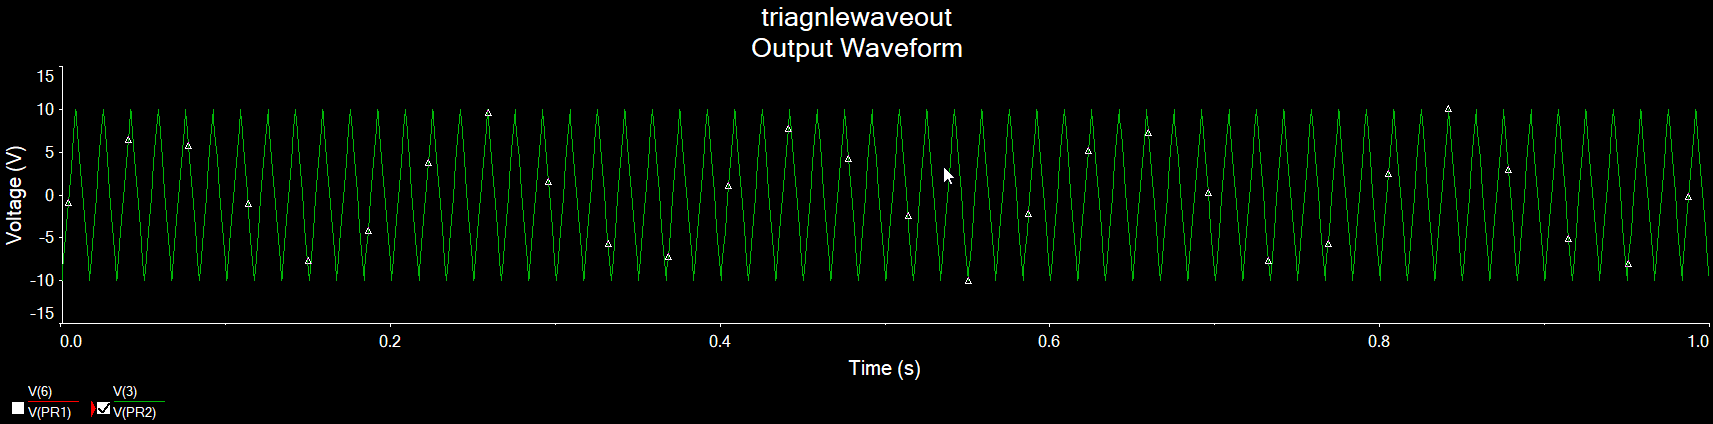 triagnlewaveout
Output Waveform
15
10
5
0
-5
-10
-15
Voltage (V)
0.0 0.2 0.4 0.6 0.8 1.0
Time (s)
V(6) V(3)
V(PR1) V(PR2)